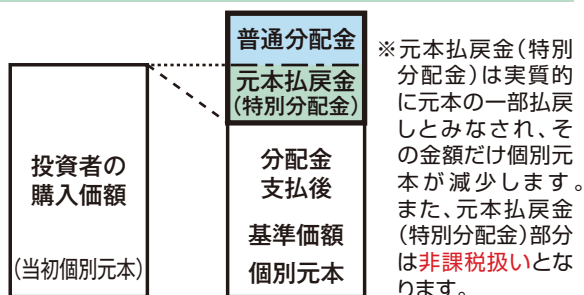 投資者の
購入価額
(当初個別元本)
普通分配金
元本払戻金
(特別分配金)
分配金
支払後
基準価額
個別元本
※元本払戻金(特別
分配金)は実質的
に元本の一部払戻
しとみなされ、そ
の金額だけ個別元
本が減少します。
また、元本払戻金
(特別分配金)部分
は非課税扱いとな
ります。